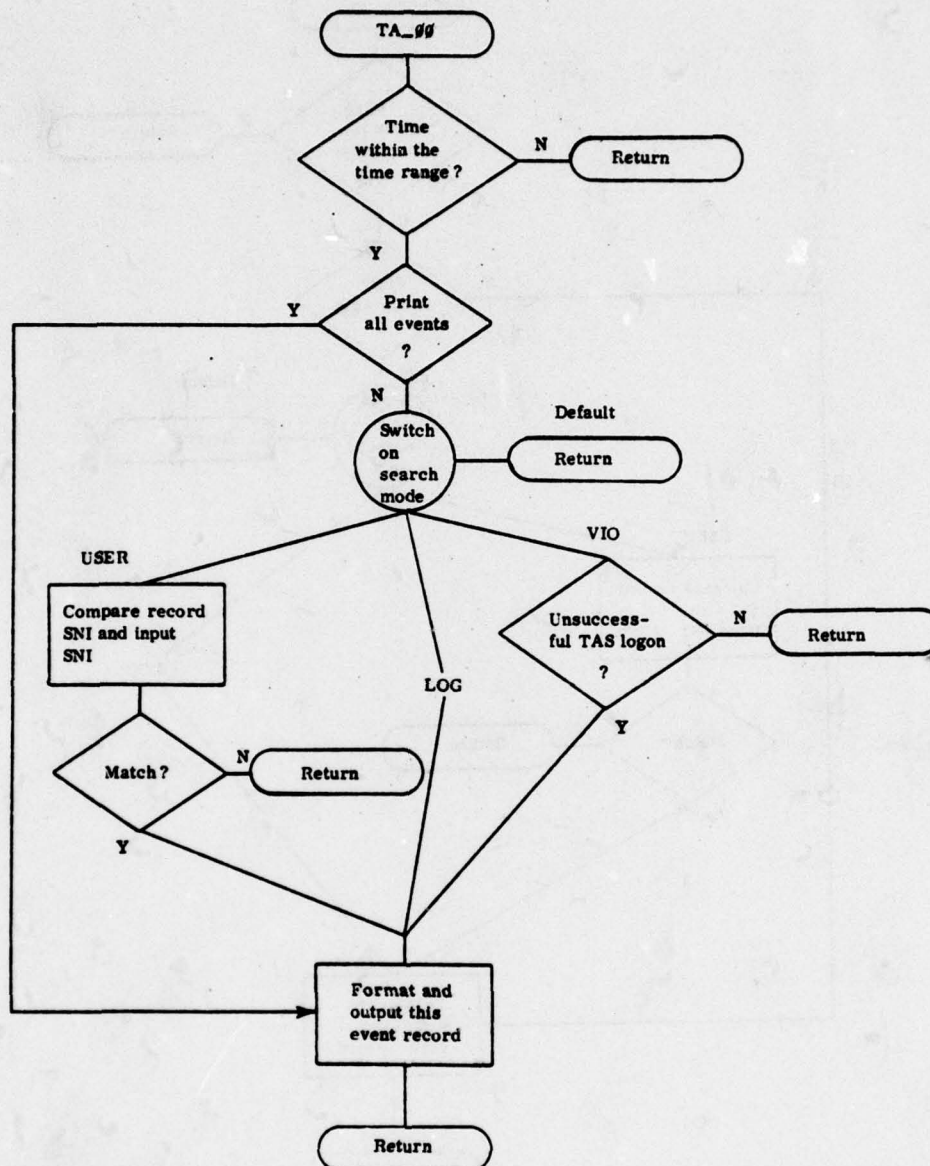 TA_ØØ
Time
within the
time range?
N
Return
Y
Print
all events
?
Y
N
Switch
on
search
mode
Default
Return
USER
Compare record
SNI and input
SNI
Match?
N
Return
Y
LOG
VIO
Unsuccess-
ful TAS logon
?
N
Return
Y
Format and
output this
event record
Return